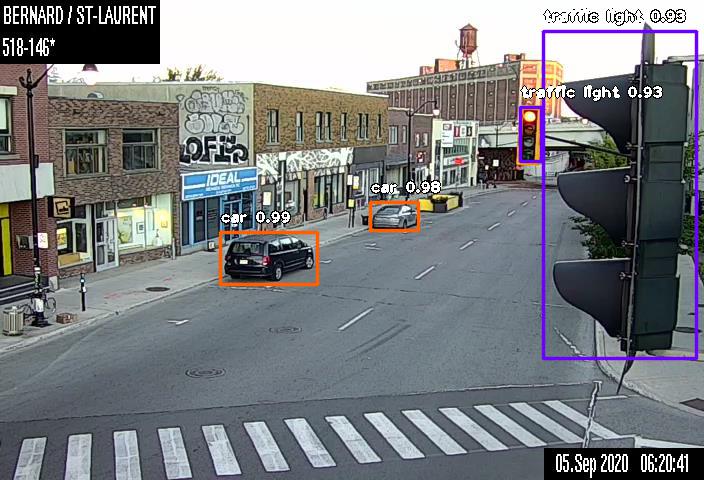 BERNARD / ST-LAURENT
518-146*
traffic light 0.93
traffic light 0.93
car 0.98
car 0.99
IDEAL
05.Sep 2020 06:20:41